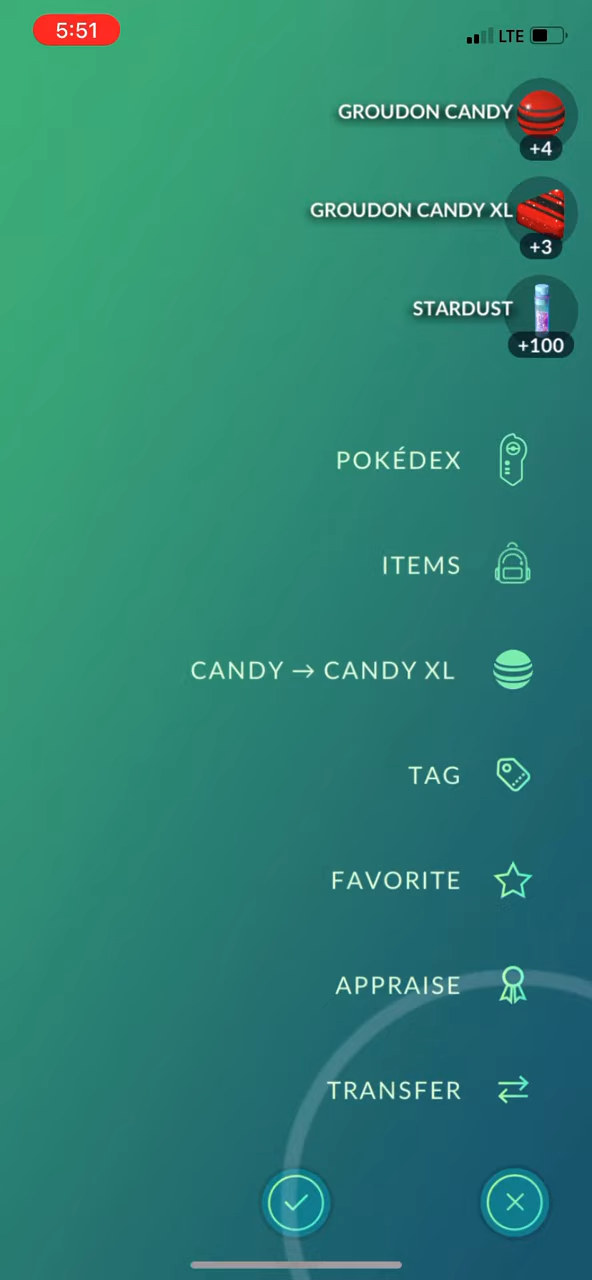 5:51
LTE
GROUDON CANDY
+4
GROUDON CANDY XL
+3
STARDUST
+100
POKÉDEX
ITEMS
CANDY → CANDY XL
TAG
FAVORITE
APPRAISE
TRANSFER